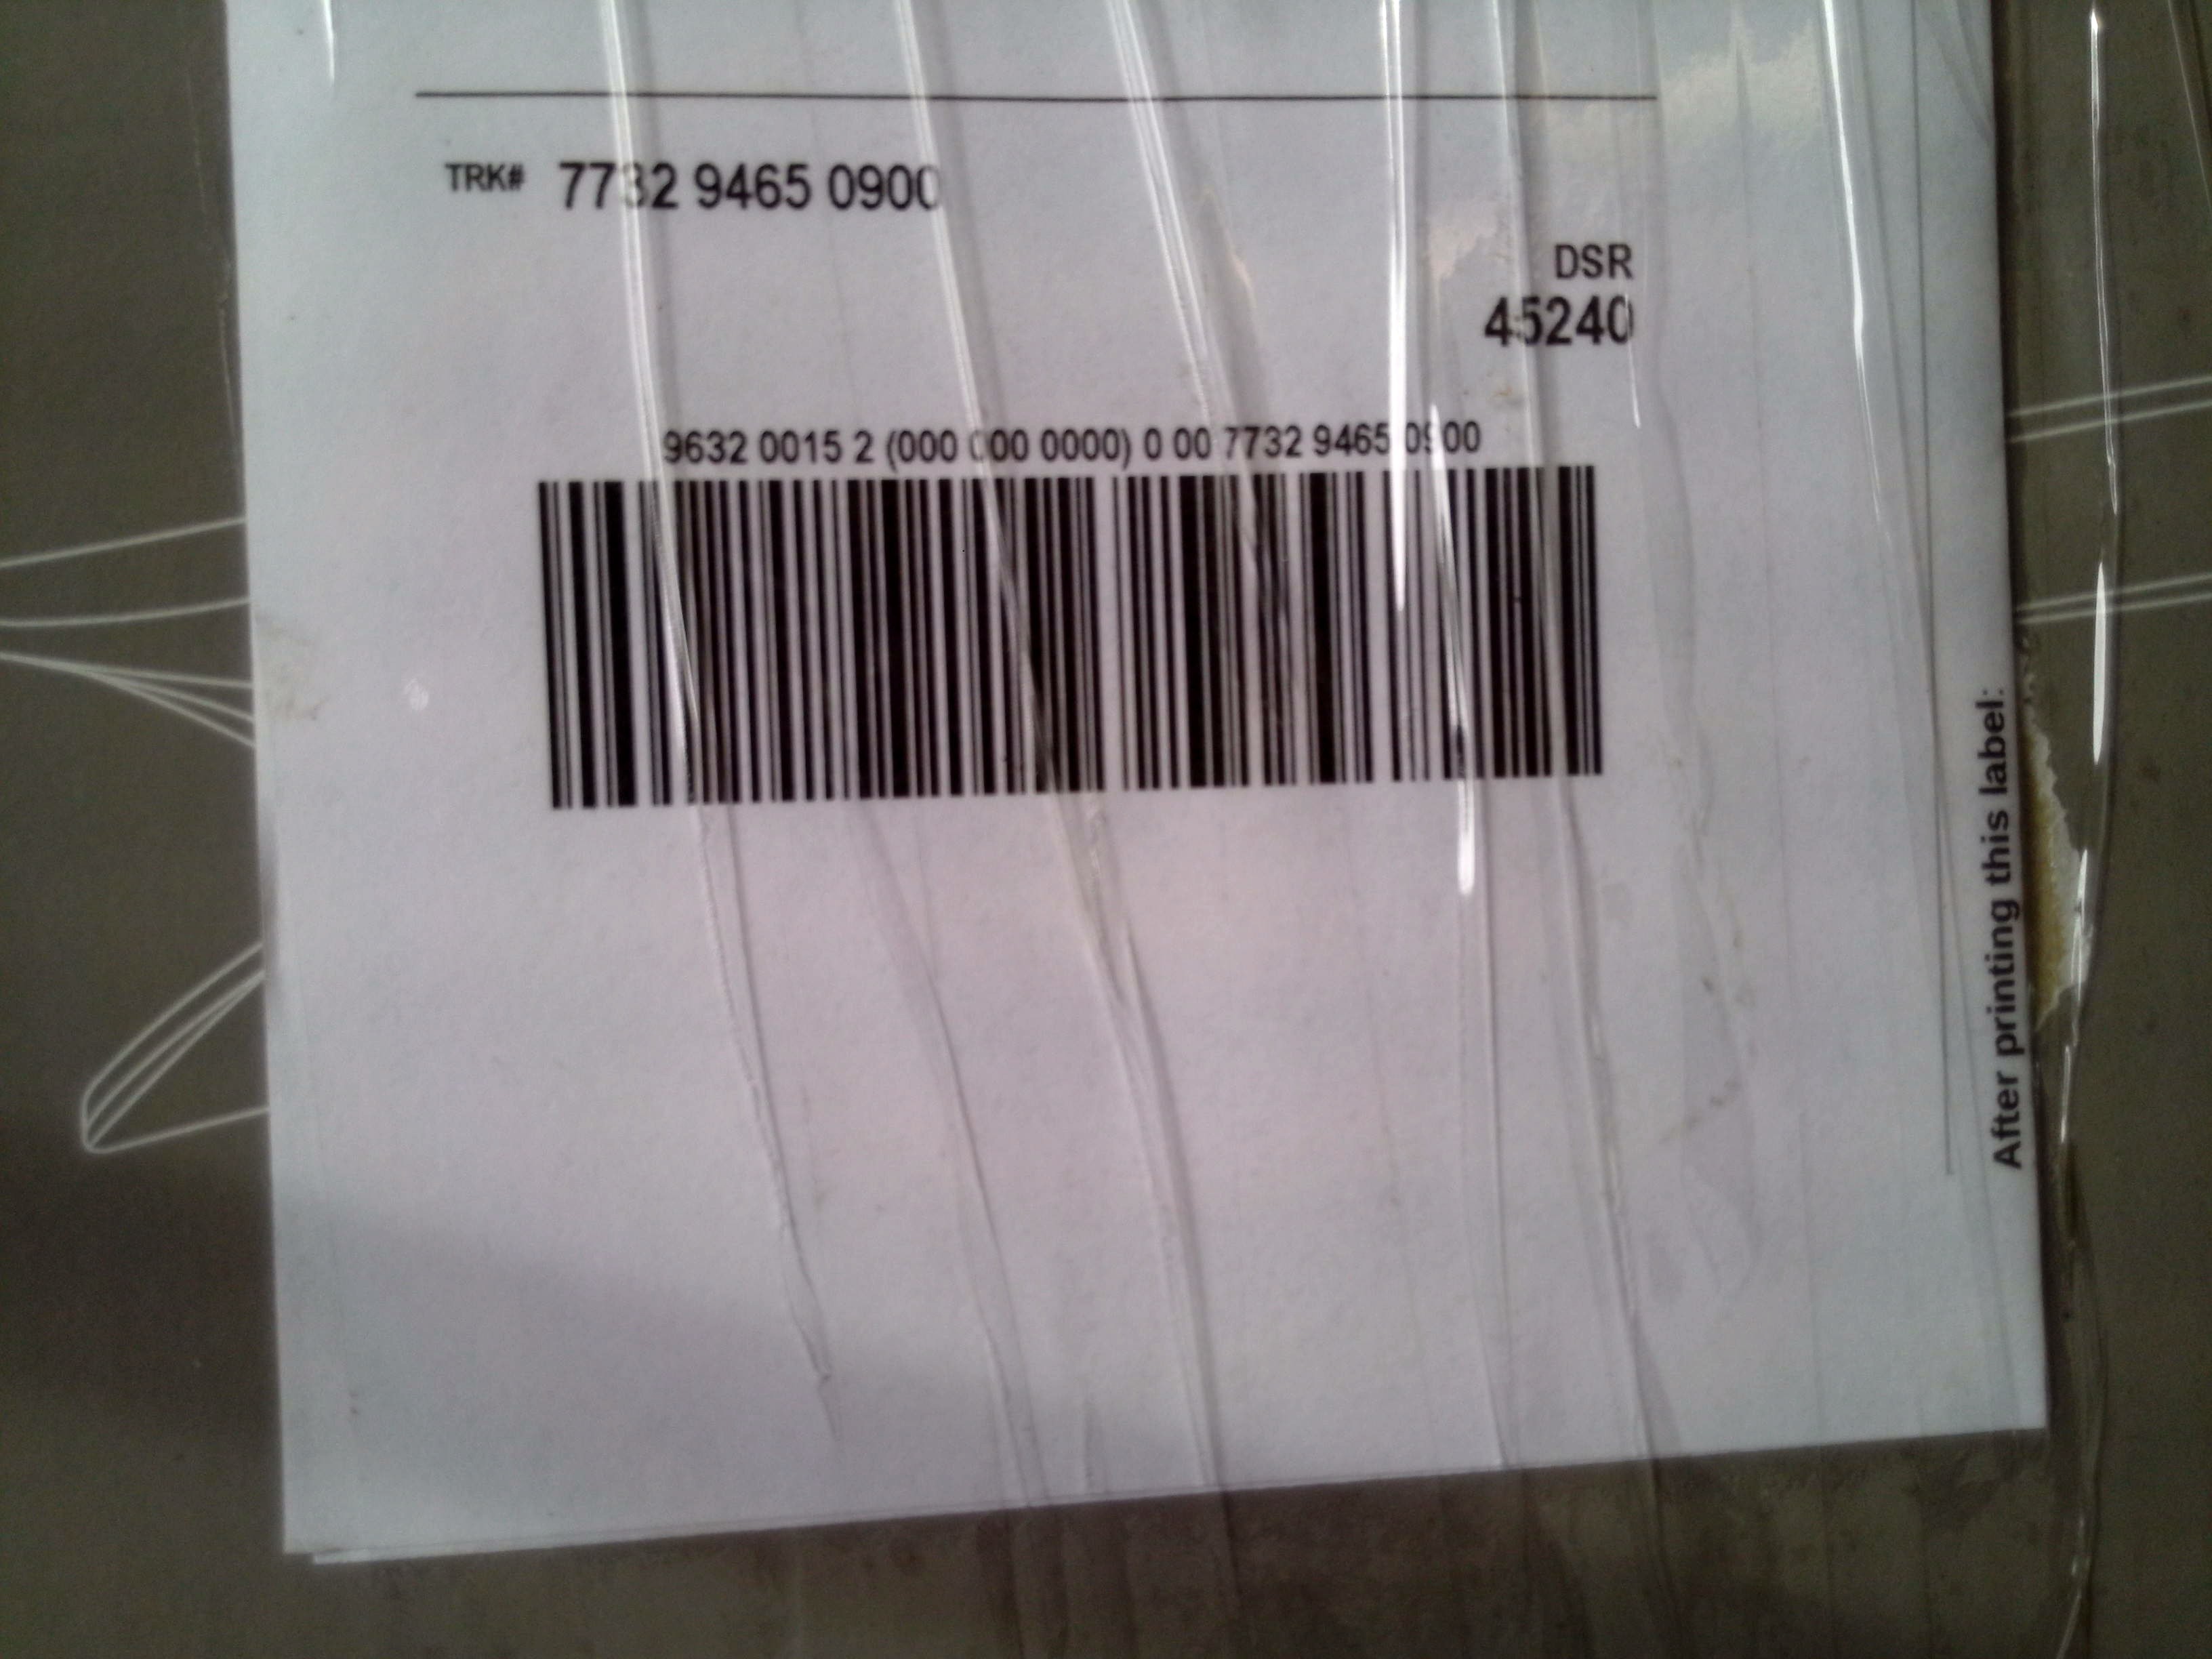 TRK# 7732 9465 0900
DSR
45240
9632 0015 2 (000 000 0000) 0 00 7732 9465 0900
After printing this label: